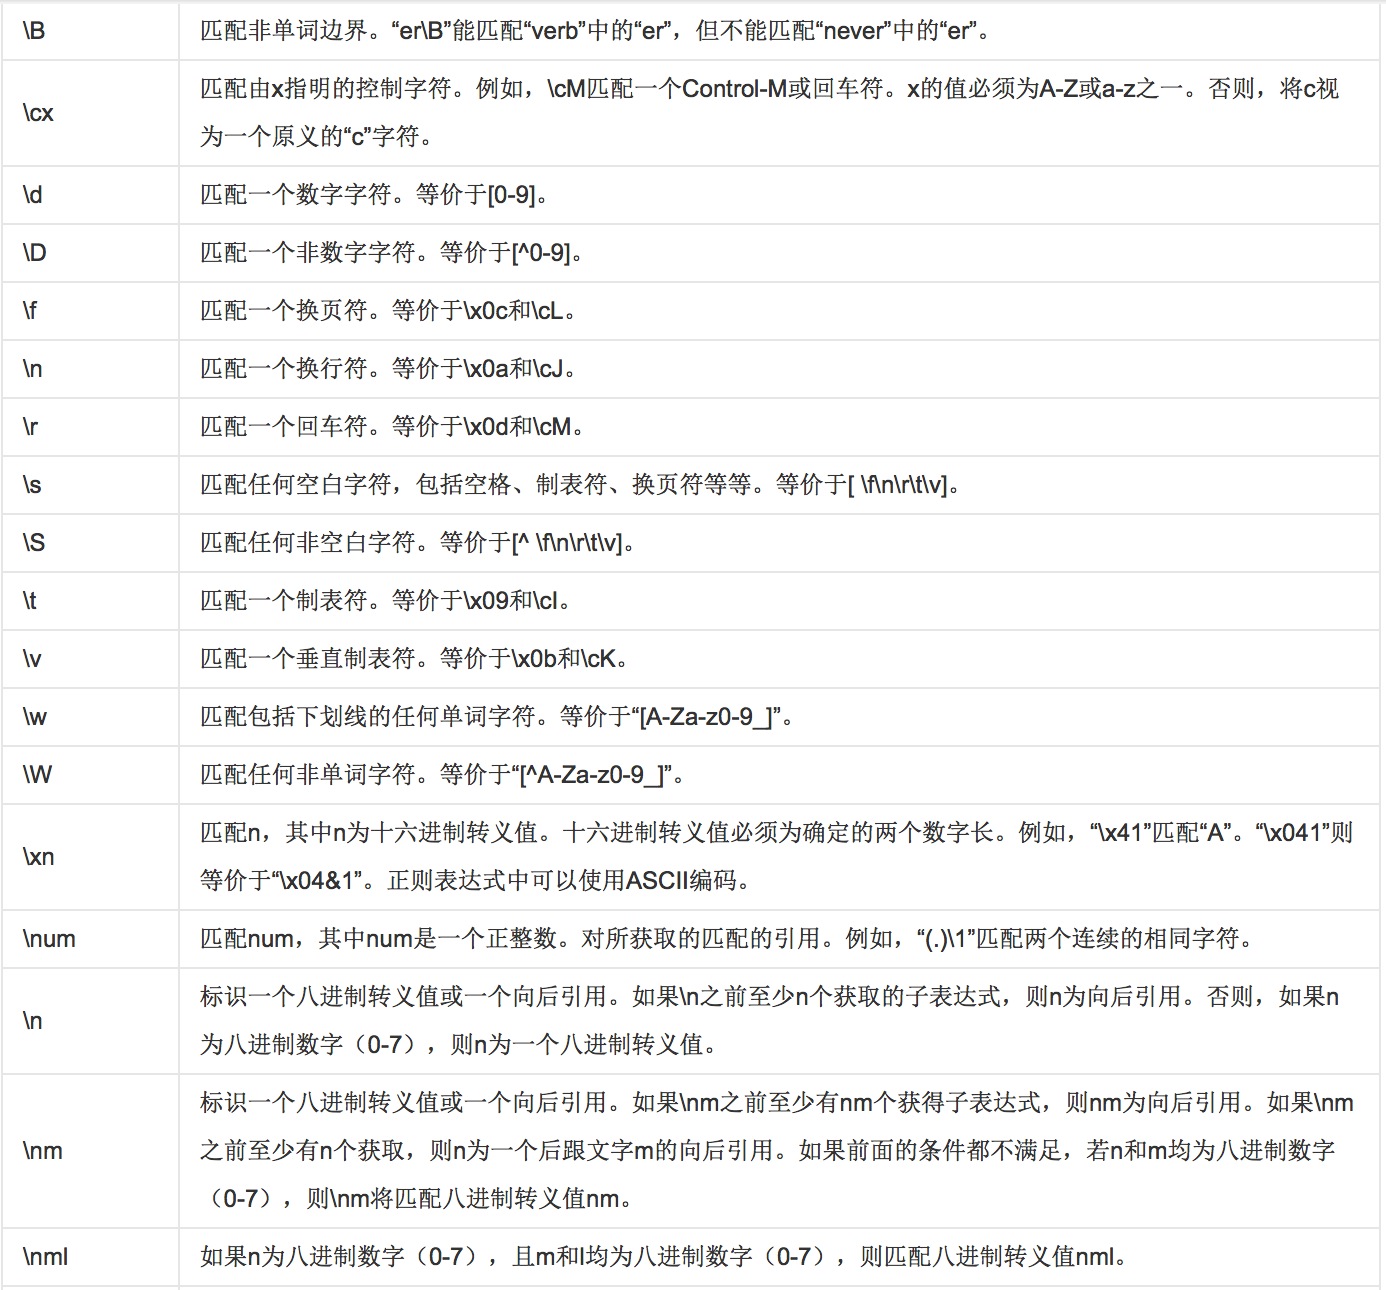 \B 匹配非单词边界。“er\B”能匹配“verb”中的“er”，但不能匹配“never”中的“er”。
\cx 匹配由x指明的控制字符。例如，\cM匹配一个Control-M或回车符。x的值必须为A-Z或a-z之一。否则，将c视
为一个原义的“c”字符。
\d 匹配一个数字字符。等价于[0-9]。
\D 匹配一个非数字字符。等价于[^0-9]。
\f 匹配一个换页符。等价于\x0c和\cL。
\n 匹配一个换行符。等价于\x0a和\cJ。
\r 匹配一个回车符。等价于\x0d和\cM。
\s 匹配任何空白字符，包括空格、制表符、换页符等等。等价于[ \f\n\r\t\v]。
\S 匹配任何非空白字符。等价于[^ \f\n\r\t\v]。
\t 匹配一个制表符。等价于\x09和\cI。
\v 匹配一个垂直制表符。等价于\x0b和\cK。
\w 匹配包括下划线的任何单词字符。等价于“[A-Za-z0-9_]”。
\W 匹配任何非单词字符。等价于“[^A-Za-z0-9_]”。
\xn 匹配n，其中n为十六进制转义值。十六进制转义值必须为确定的两个数字长。例如，“\x41”匹配“A”。“\x041”则
等价于“\x04&1”。正则表达式中可以使用ASCII编码。
\num 匹配num，其中num是一个正整数。对所获取的匹配的引用。例如，“(.)\1”匹配两个连续的相同字符。
\n 标识一个八进制转义值或一个向后引用。如果\n之前至少n个获取的子表达式，则n为向后引用。否则，如果n
为八进制数字（0-7），则n为一个八进制转义值。
\nm 标识一个八进制转义值或一个向后引用。如果\nm之前至少有nm个获得子表达式，则nm为向后引用。如果\nm
之前至少有n个获取，则n为一个后跟文字m的向后引用。如果前面的条件都不满足，若n和m均为八进制数字
（0-7），则\nm将匹配八进制转义值nm。
\nml 如果n为八进制数字（0-7），且m和l均为八进制数字（0-7），则匹配八进制转义值nml。